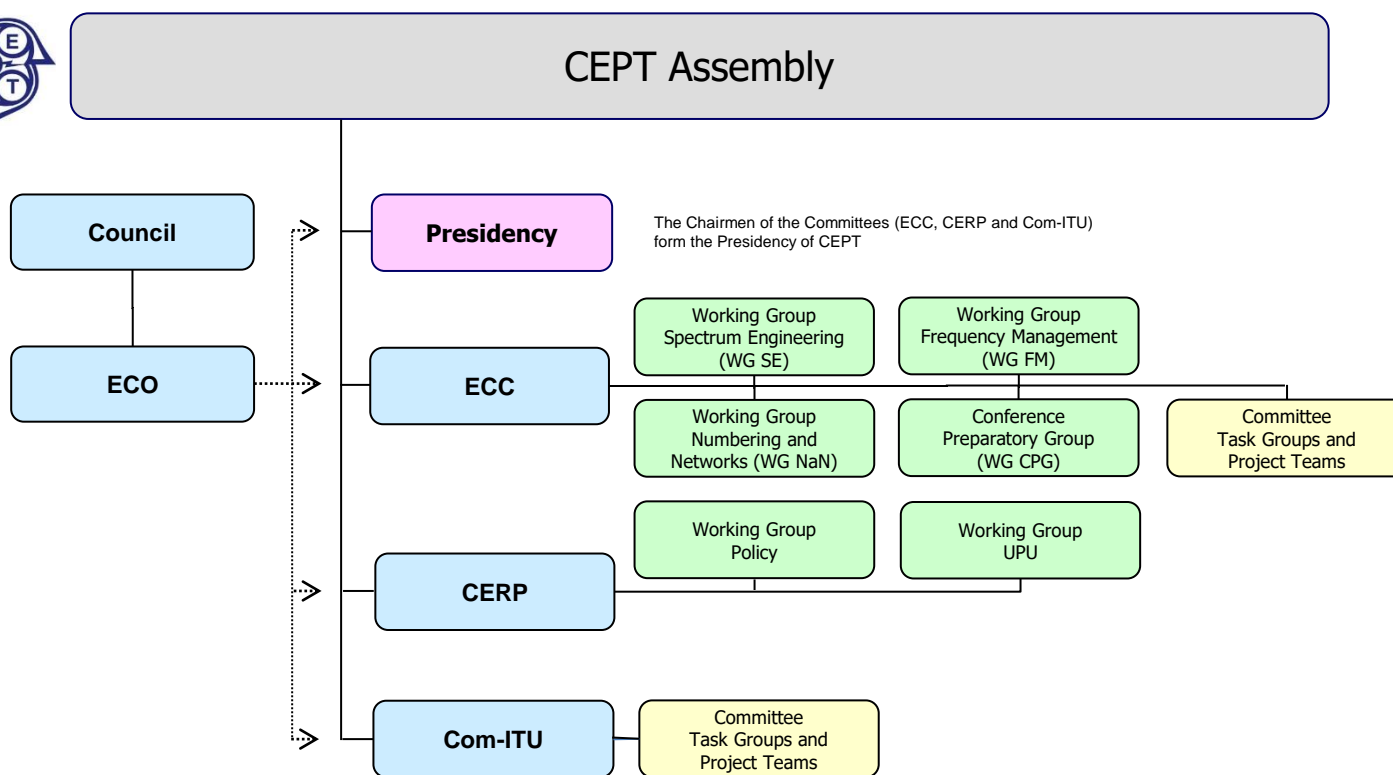 E
T
CEPT Assembly
Council
Presidency
The Chairmen of the Committees (ECC, CERP and Com-ITU)
form the Presidency of CEPT
ECO
ECC
Working Group
Spectrum Engineering
(WG SE)
Working Group
Frequency Management
(WG FM)
Working Group
Numbering and
Networks (WG NaN)
Conference
Preparatory Group
(WG CPG)
Committee
Task Groups and
Project Teams
CERP
Working Group
Policy
Working Group
UPU
Com-ITU
Committee
Task Groups and
Project Teams